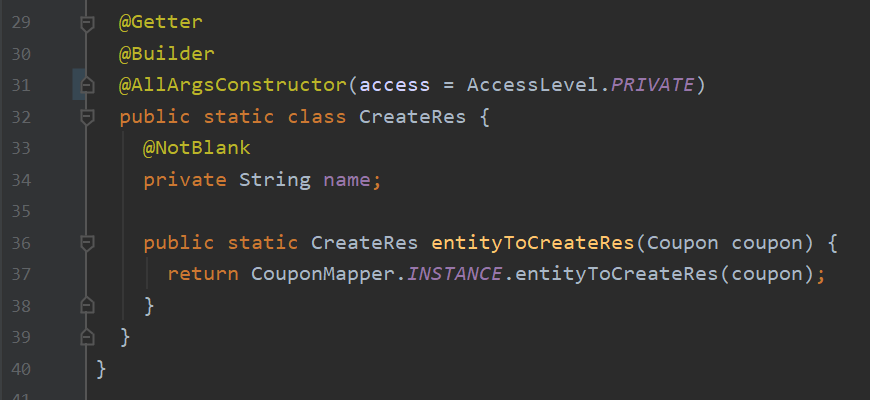 29 @Getter
30 @Builder
31 @AllArgsConstructor(access = AccessLevel.PRIVATE)
32 public static class CreateRes {
33 @NotBlank
34 private String name;
35
36 public static CreateRes entityToCreateRes(Coupon coupon) {
37 return CouponMapper.INSTANCE.entityToCreateRes(coupon);
38 }
39 }
40 }
41